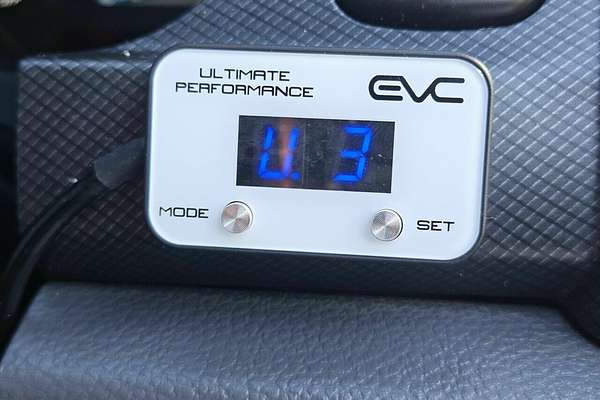 ULTIMATE
PERFORMANCE
EVC
U.3
MODE
SET